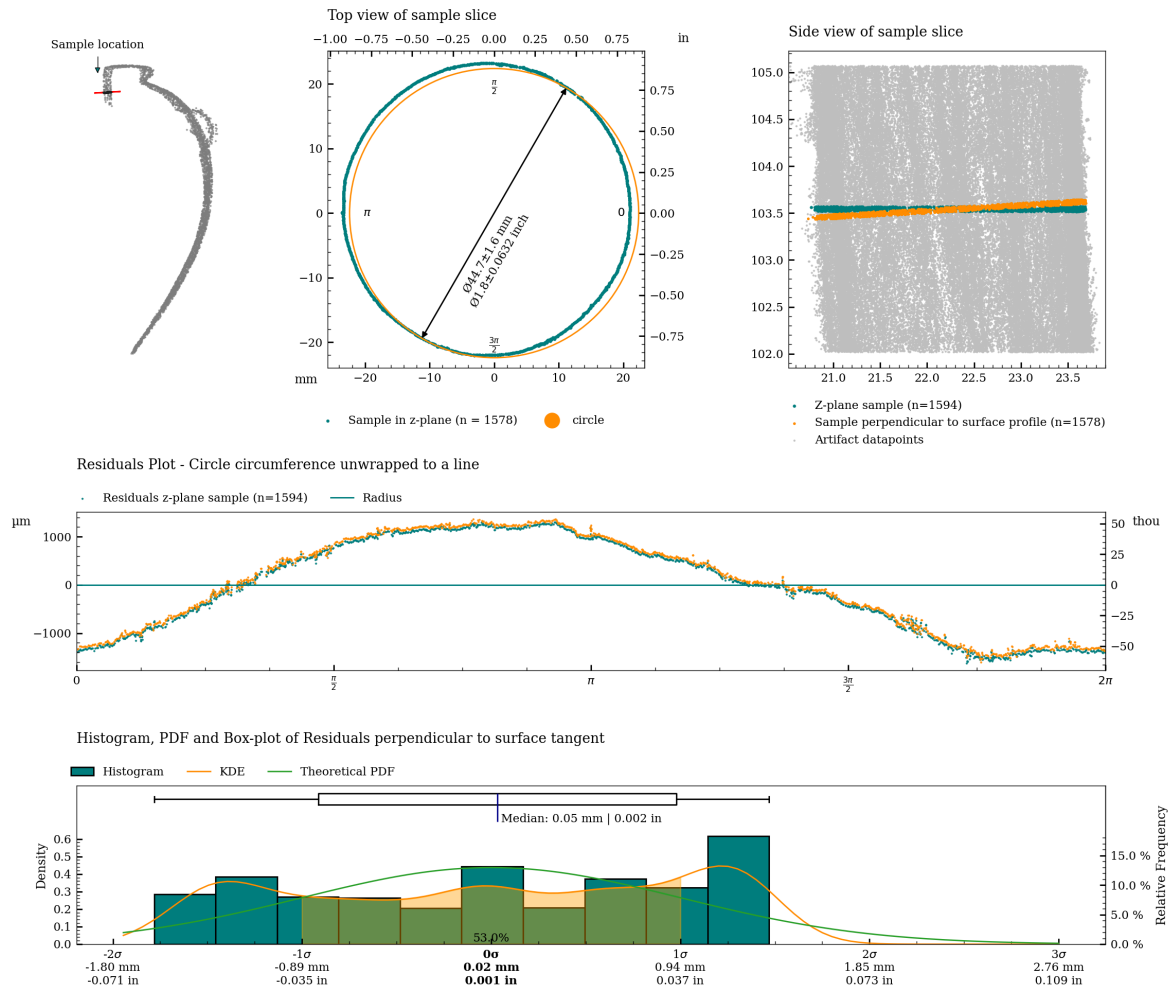 Sample location
Top view of sample slice
−1.00 −0.75 −0.50 −0.25 0.00 0.25 0.50 0.75
in
20
10
0
−10
−20
mm
0.75
0.50
0.25
0.00
−0.25
−0.50
−0.75
π/2
π
0
3π/2
Ø44.7±1.6 mm
Ø1.8±0.0632 inch
−20 −10 0 10 20
Sample in z-plane (n = 1578)
circle
Side view of sample slice
105.0
104.5
104.0
103.5
103.0
102.5
102.0
21.0 21.5 22.0 22.5 23.0 23.5
Z-plane sample (n=1594)
Sample perpendicular to surface profile (n=1578)
Artifact datapoints
Residuals Plot - Circle circumference unwrapped to a line
Residuals z-plane sample (n=1594)
Radius
µm
1000
0
−1000
thou
50
25
0
−25
−50
0 π/2 π 3π/2 2π
Histogram, PDF and Box-plot of Residuals perpendicular to surface tangent
Histogram
KDE
Theoretical PDF
Median: 0.05 mm | 0.002 in
Density
0.6
0.5
0.4
0.3
0.2
0.1
0.0
Relative Frequency
15.0 %
10.0 %
5.0 %
0.0 %
53.0%
-2σ -1σ 0σ 1σ 2σ 3σ
-1.80 mm -0.89 mm 0.02 mm 0.94 mm 1.85 mm 2.76 mm
-0.071 in -0.035 in 0.001 in 0.037 in 0.073 in 0.109 in